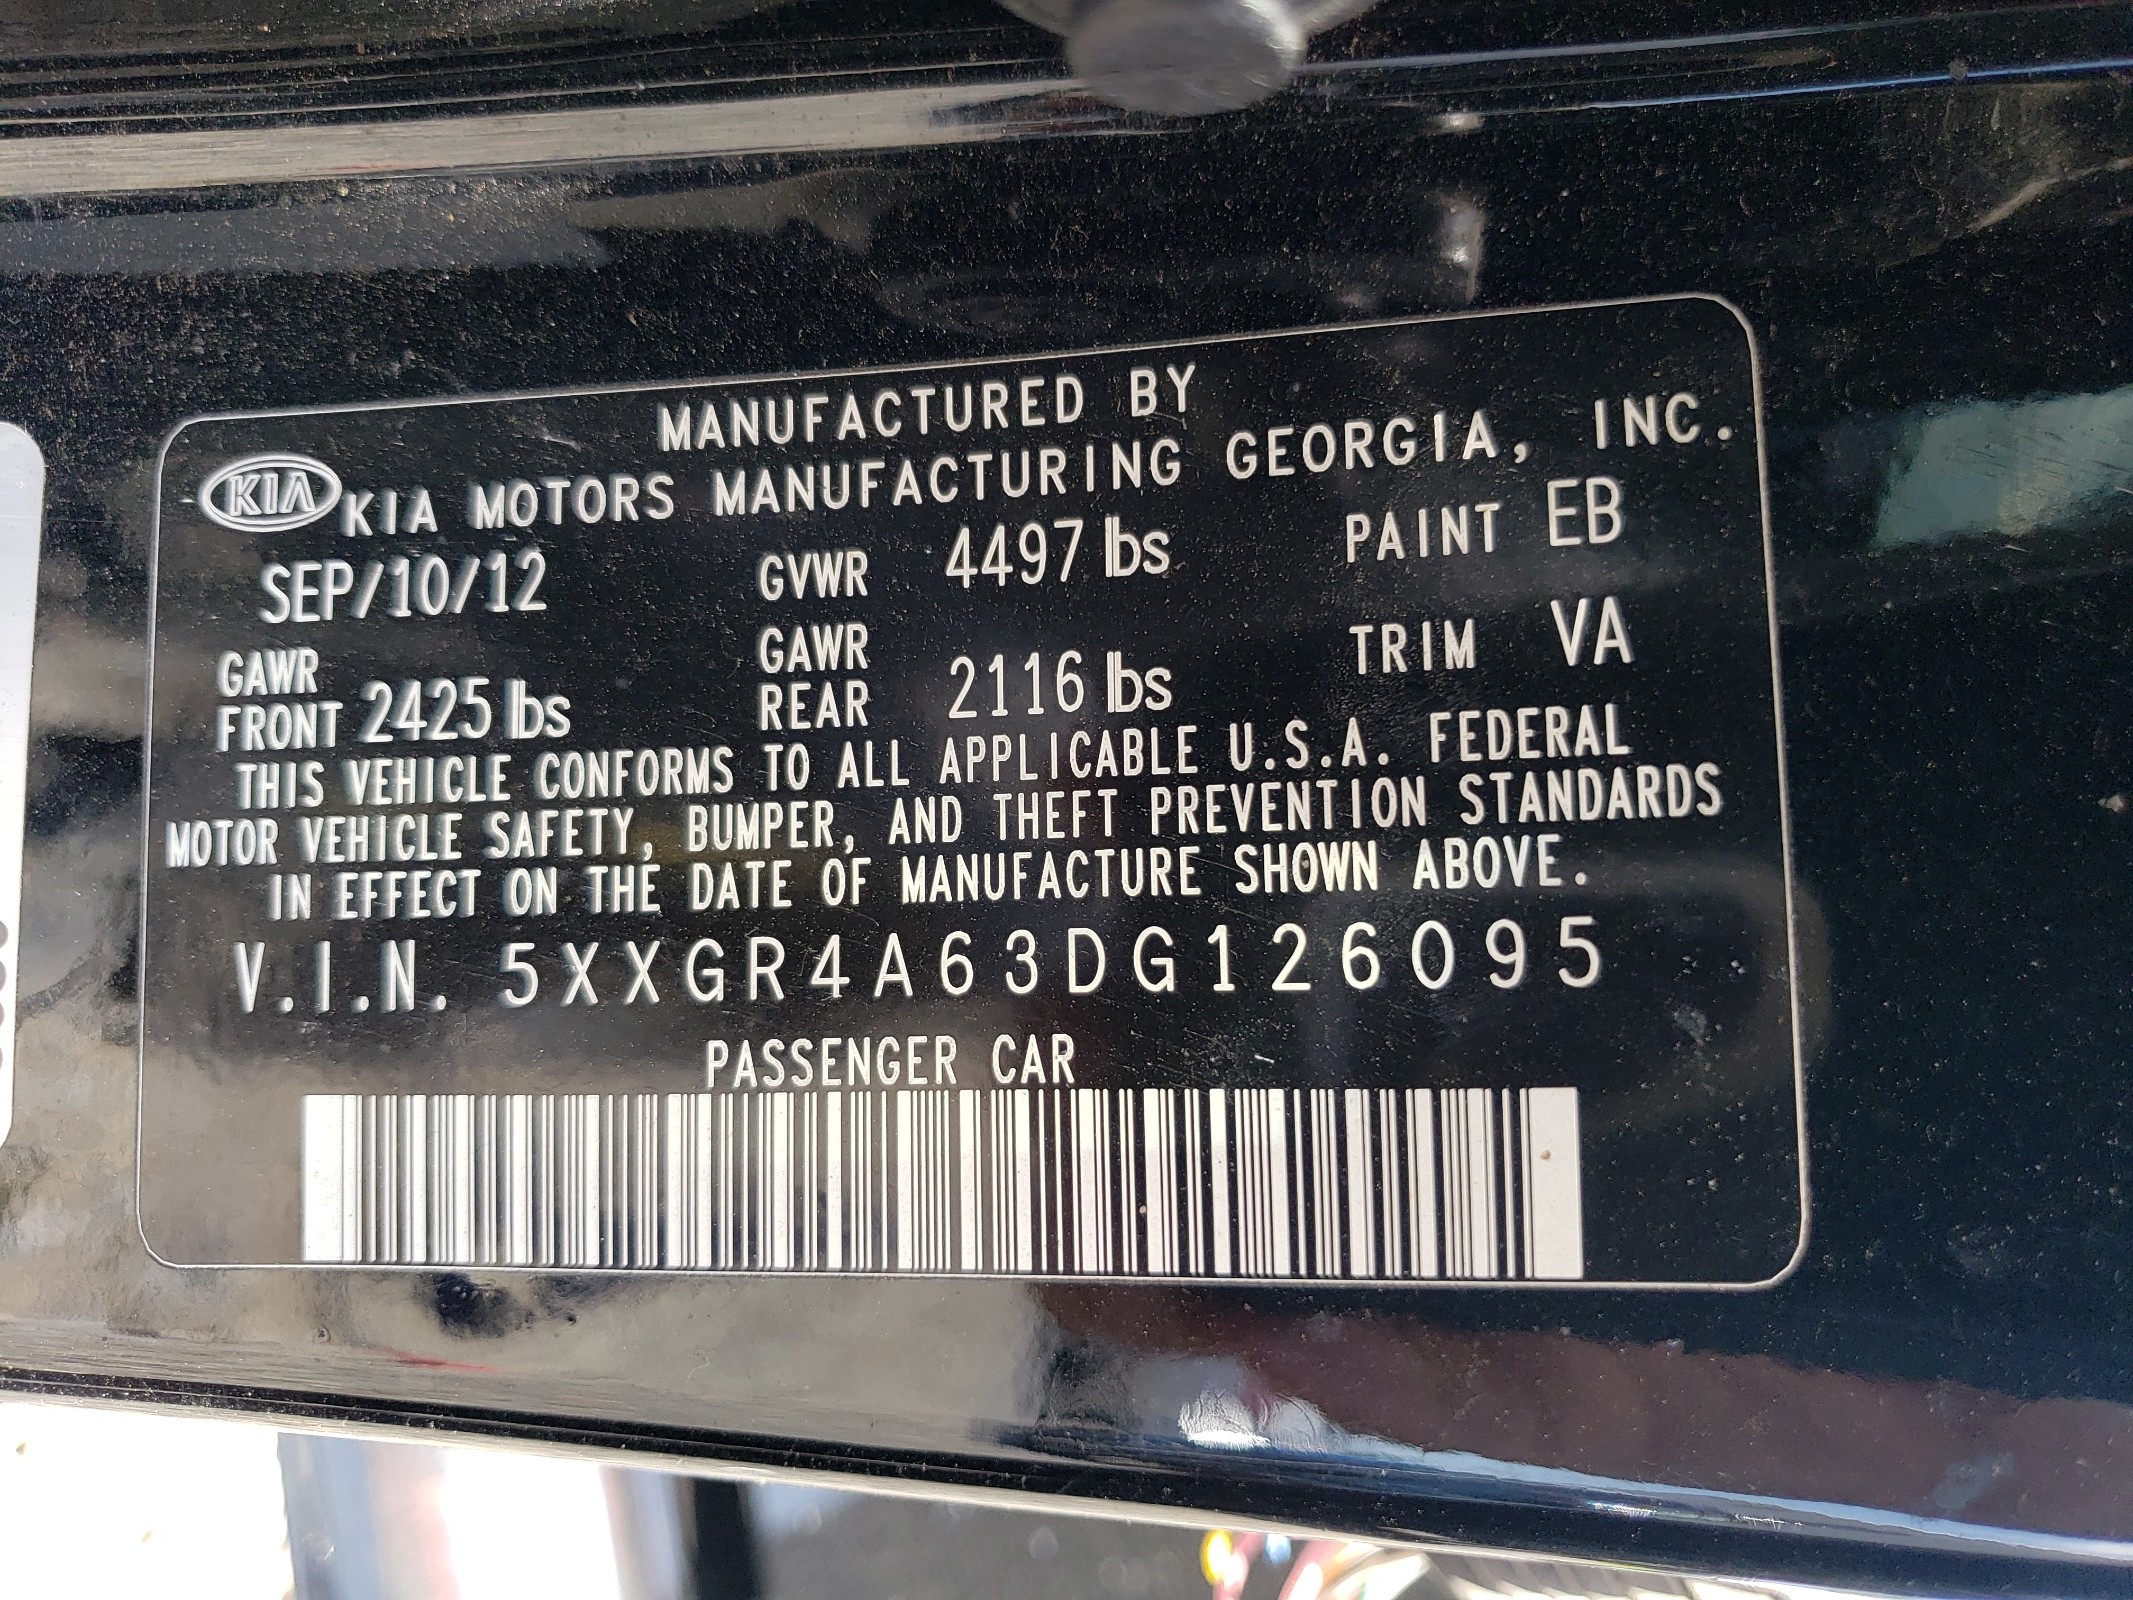 MANUFACTURED BY
KIA KIA MOTORS MANUFACTURING GEORGIA, INC.
SEP/10/12 GVWR 4497 lbs PAINT EB
GAWR FRONT 2425 lbs GAWR REAR 2116 lbs TRIM VA
THIS VEHICLE CONFORMS TO ALL APPLICABLE U.S.A. FEDERAL
MOTOR VEHICLE SAFETY, BUMPER, AND THEFT PREVENTION STANDARDS
IN EFFECT ON THE DATE OF MANUFACTURE SHOWN ABOVE.
V.I.N. 5XXGR4A63DG126095
PASSENGER CAR